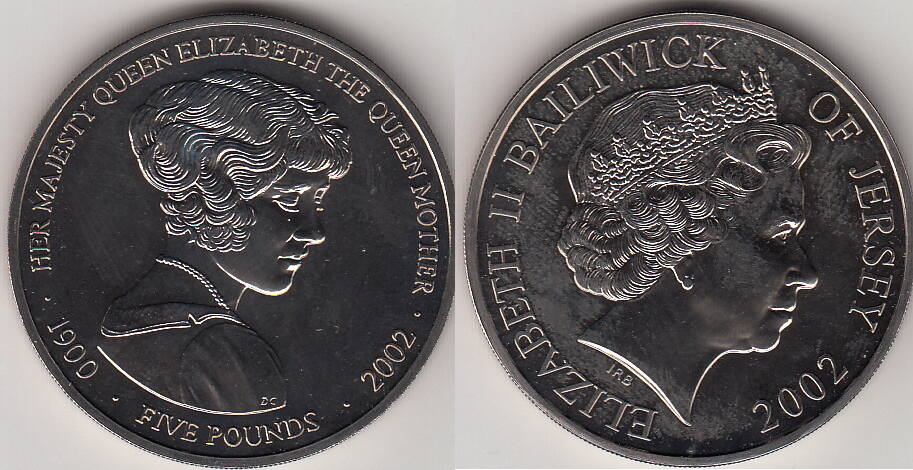 HER MAJESTY QUEEN ELIZABETH THE QUEEN MOTHER
· 1900 · FIVE POUNDS · 2002 ·
DC
ELIZABETH II BAILIWICK OF JERSEY
2002
IRB